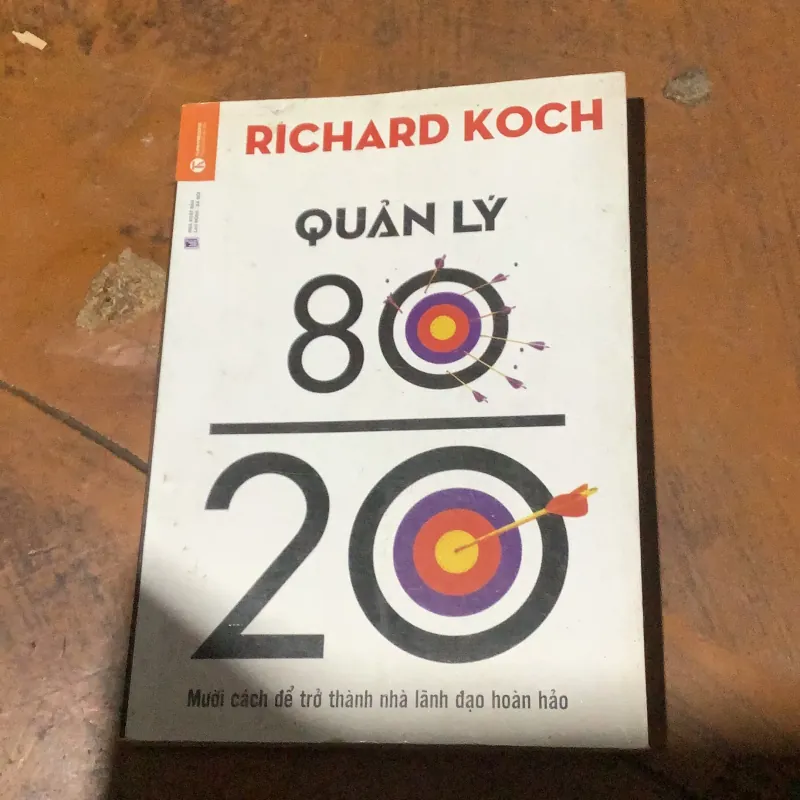 RICHARD KOCH
QUẢN LÝ
80
20
Mười cách để trở thành nhà lãnh đạo hoàn hảo